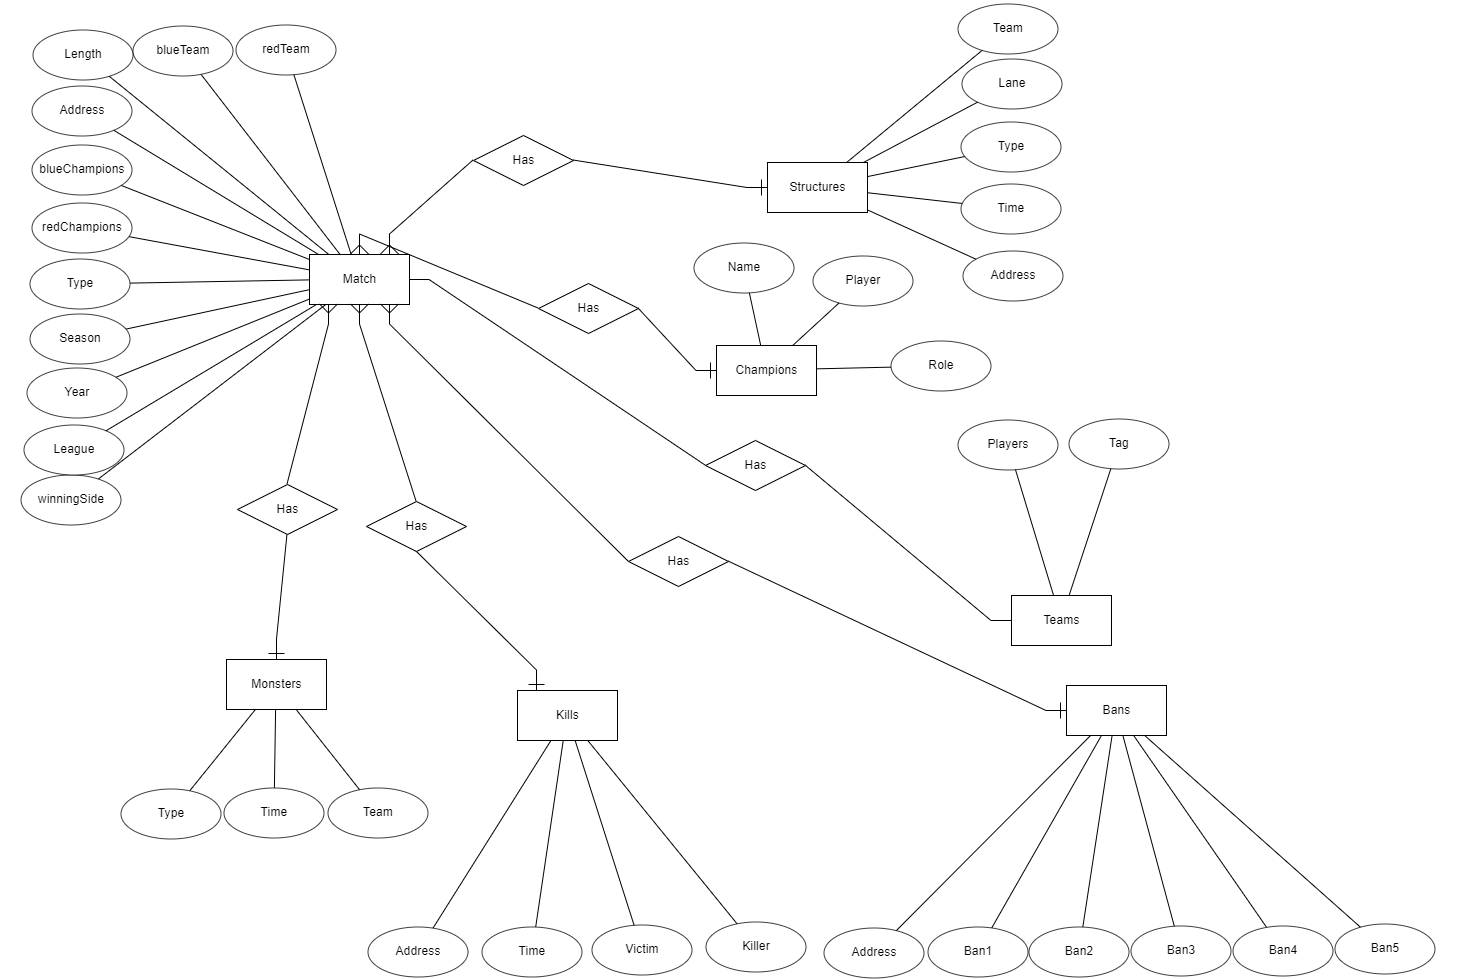 Length
blueTeam
redTeam
Address
blueChampions
redChampions
Type
Season
Year
League
winningSide
Match
Has
Structures
Team
Lane
Type
Time
Address
Has
Champions
Name
Player
Role
Has
Teams
Players
Tag
Has
Bans
Address
Ban1
Ban2
Ban3
Ban4
Ban5
Has
Monsters
Type
Time
Team
Has
Kills
Address
Time
Victim
Killer